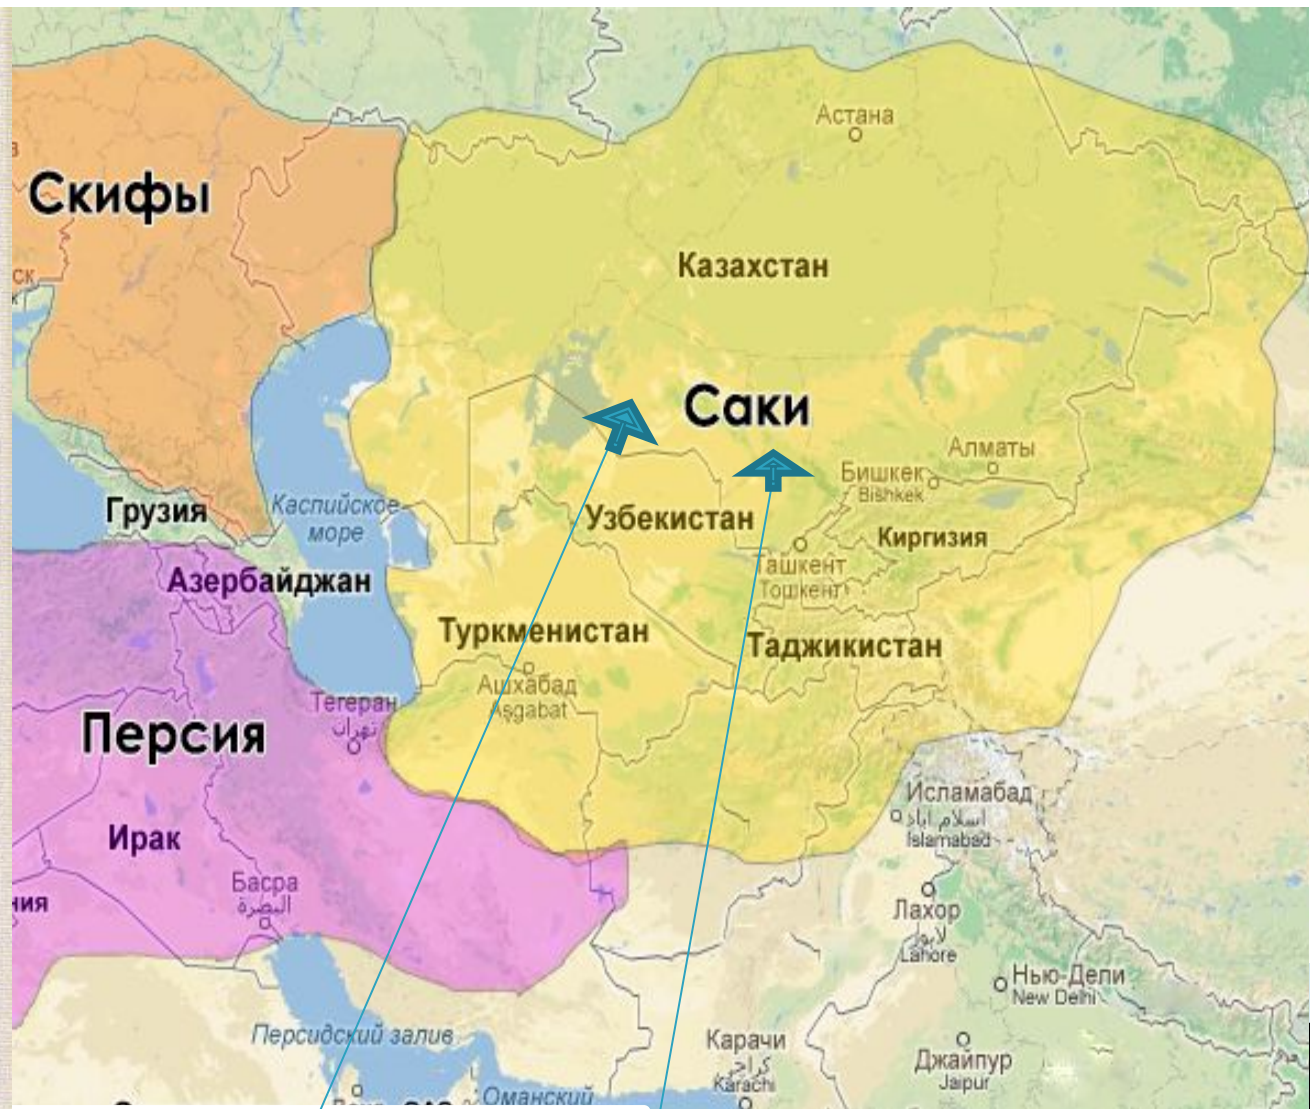 Астана
Скифы
Казахстан
Саки
Алматы
Бишкек
Bishkek
Каспийское
море
Грузия
Узбекистан
Киргизия
Ташкент
Тошкент
Азербайджан
Туркменистан
Таджикистан
Ашхабад
Aşgabat
Тегеран
تهران
Персия
Исламабад
اسلام آباد
Islamabad
Ирак
Басра
البصرة
ния
Лахор
لاہور
Lahore
Нью-Дели
New Delhi
Персидский залив
Карачи
كراچی
Karachi
Джайпур
Jaipur
Оманский